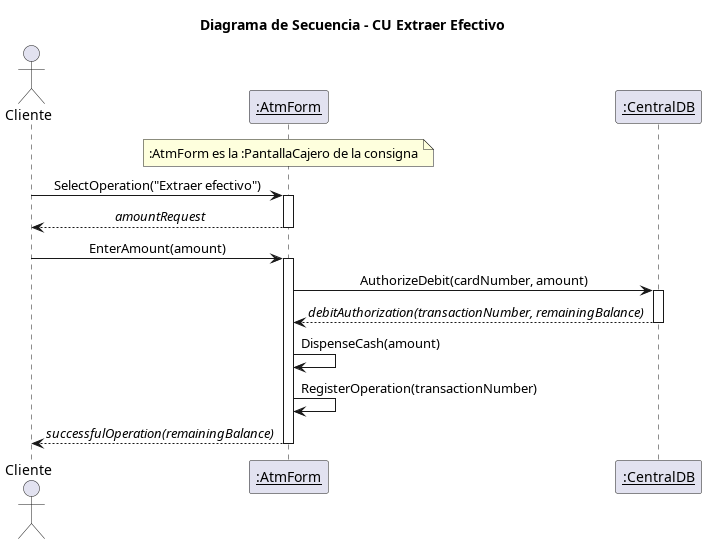 Diagrama de Secuencia - CU Extraer Efectivo
Cliente
:AtmForm
:CentralDB
:AtmForm es la :PantallaCajero de la consigna
SelectOperation("Extraer efectivo")
amountRequest
EnterAmount(amount)
AuthorizeDebit(cardNumber, amount)
debitAuthorization(transactionNumber, remainingBalance)
DispenseCash(amount)
RegisterOperation(transactionNumber)
successfulOperation(remainingBalance)
Cliente
:AtmForm
:CentralDB